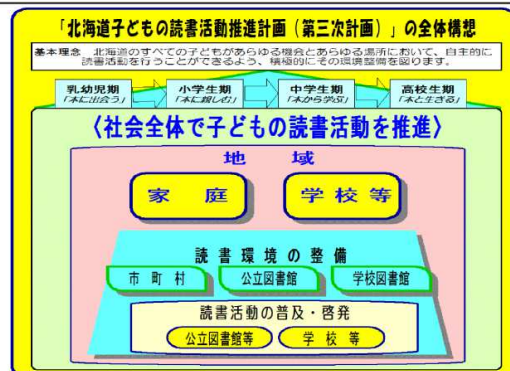 「北海道子どもの読書活動推進計画（第三次計画）」の全体構想
基本理念　北海道のすべての子どもがあらゆる機会とあらゆる場所において、自主的に
読書活動を行うことができるよう、積極的にその環境整備を図ります。
乳幼児期　小学生期　中学生期　高校生期
「本に出会う」　「本に親しむ」　「本から学ぶ」　「本と生きる」
〈社会全体で子どもの読書活動を推進〉
地　域
家　庭　学校等
読書環境の整備
市町村　公立図書館　学校図書館
読書活動の普及・啓発
公立図書館等　学校等